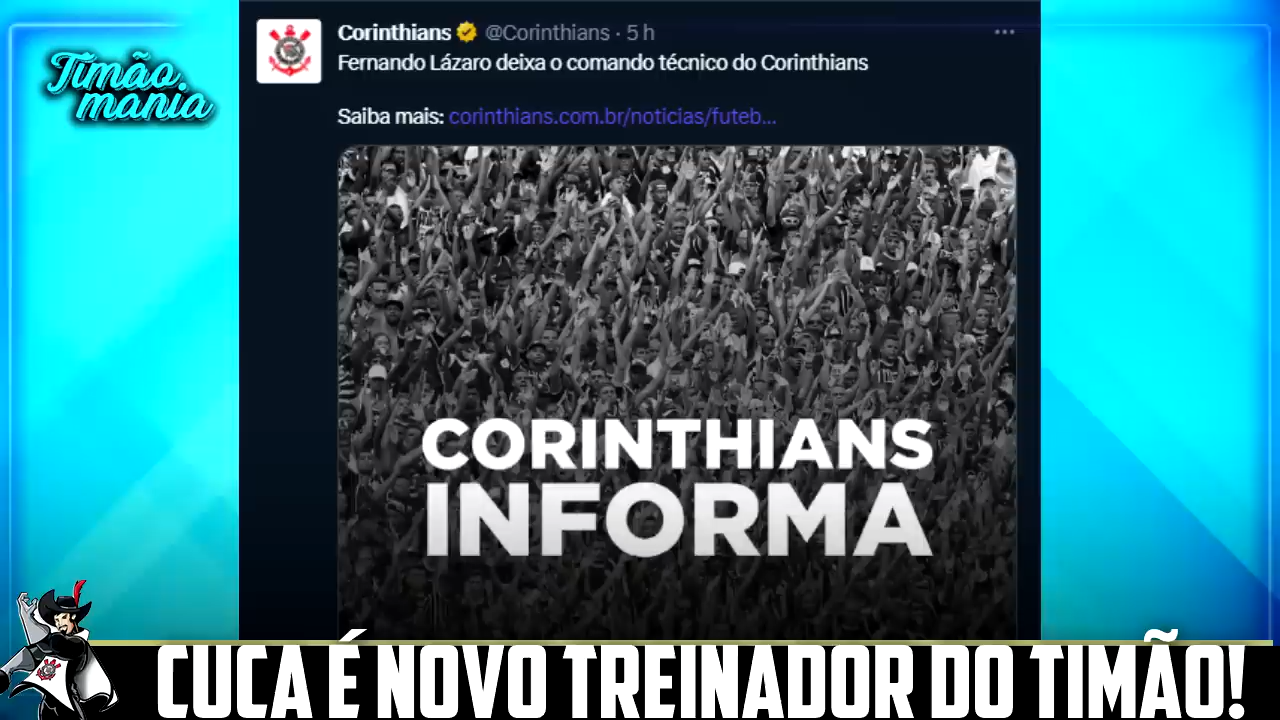 Timão.
mania
Corinthians @Corinthians · 5 h
Fernando Lázaro deixa o comando técnico do Corinthians
Saiba mais: corinthians.com.br/noticias/futeb...
CORINTHIANS
INFORMA
CUCA É NOVO TREINADOR DO TIMÃO!